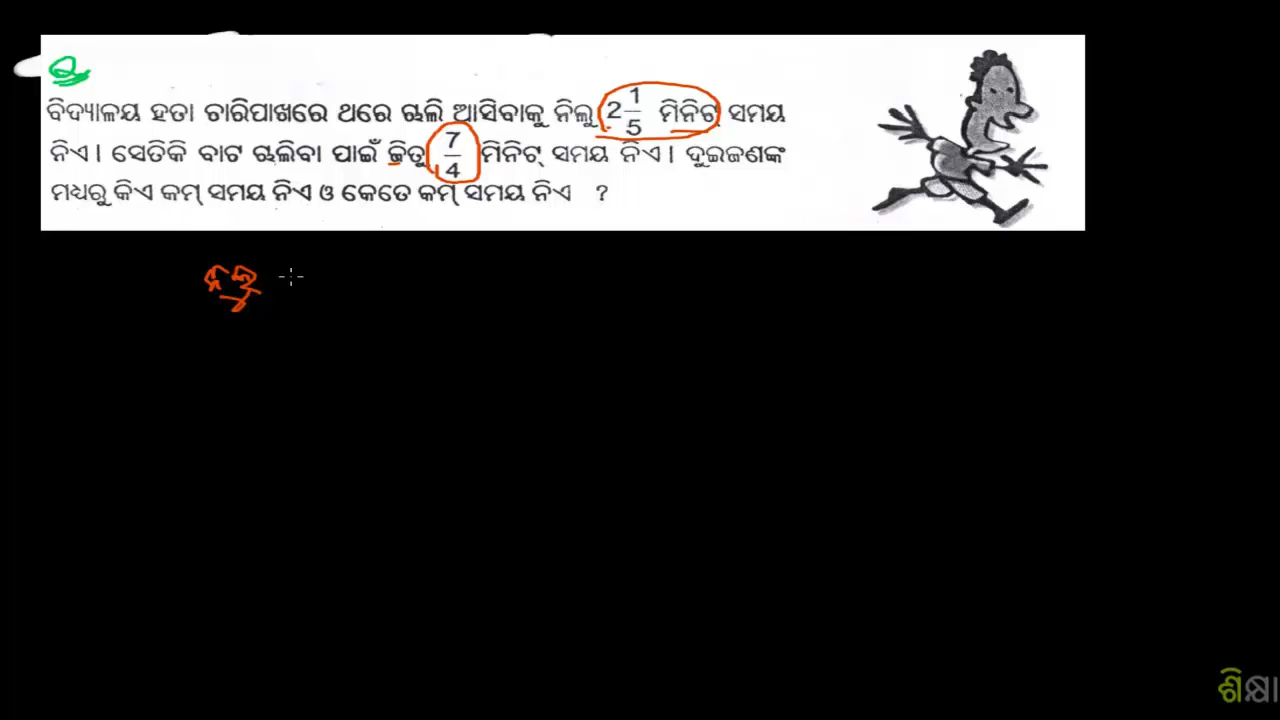 ବିଦ୍ୟାଳୟ ହତା ଚାରିପାଖରେ ଥରେ ଚାଲି ଆସିବାକୁ ନିଲୁ 2 1/5 ମିନିଟ୍ ସମୟ
ନିଏ। ସେତିକି ବାଟ ଚାଲିବା ପାଇଁ ଜିତୁ 7/4 ମିନିଟ୍ ସମୟ ନିଏ। ଦୁଇଜଣଙ୍କ
ମଧ୍ୟରୁ କିଏ କମ୍ ସମୟ ନିଏ ଓ କେତେ କମ୍ ସମୟ ନିଏ ?
ନିଲୁ
ଶିକ୍ଷା